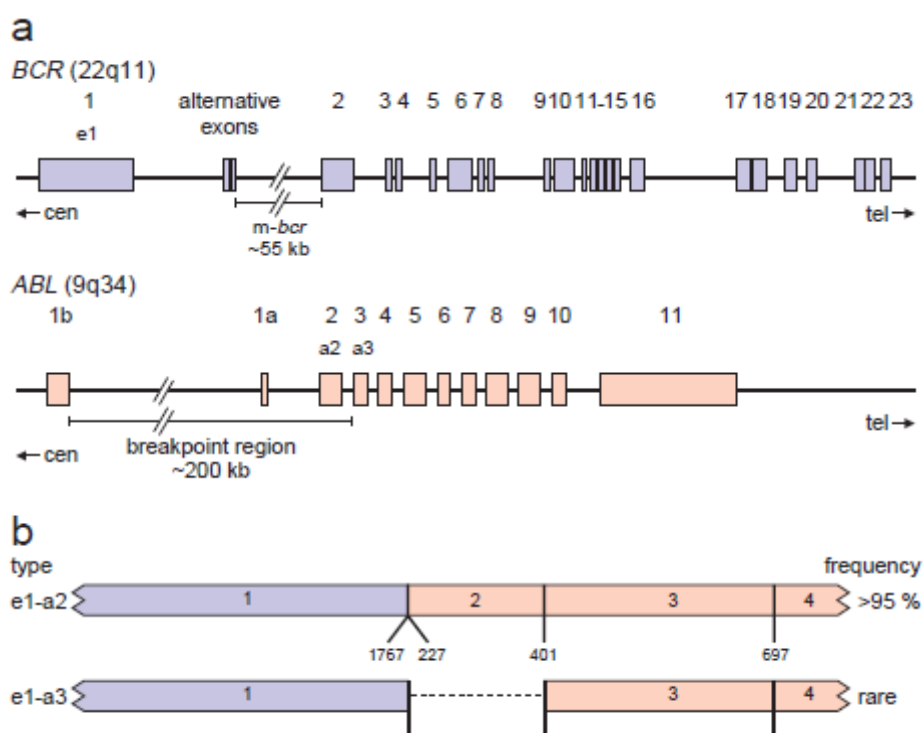 a
BCR (22q11)
1 alternative exons 2 3 4 5 6 7 8 9 10 11-15 16 17 18 19 20 21 22 23
e1
← cen tel →
m-bcr
~55 kb
ABL (9q34)
1b 1a 2 3 4 5 6 7 8 9 10 11
a2 a3
breakpoint region
~200 kb
← cen tel →
b
type frequency
e1-a2 1 2 3 4 >95 %
1767 227 401 697
e1-a3 1 3 4 rare